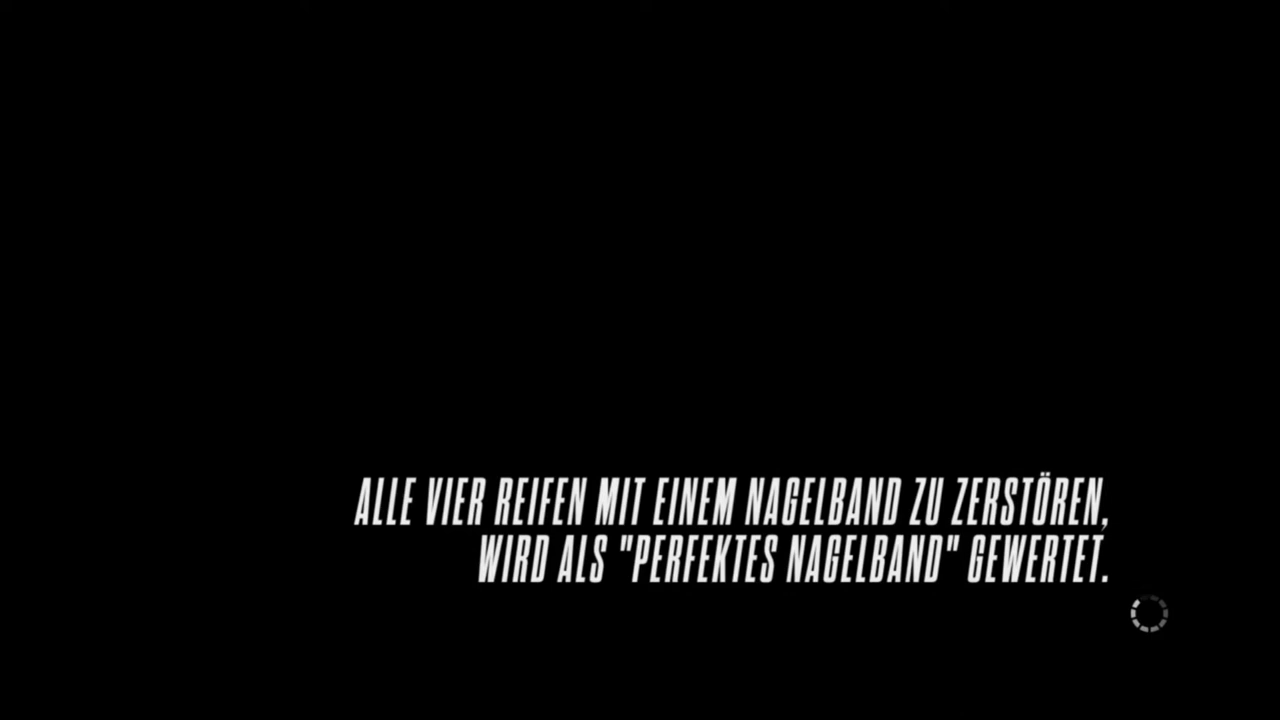 ALLE VIER REIFEN MIT EINEM NAGELBAND ZU ZERSTÖREN,
WIRD ALS "PERFEKTES NAGELBAND" GEWERTET.